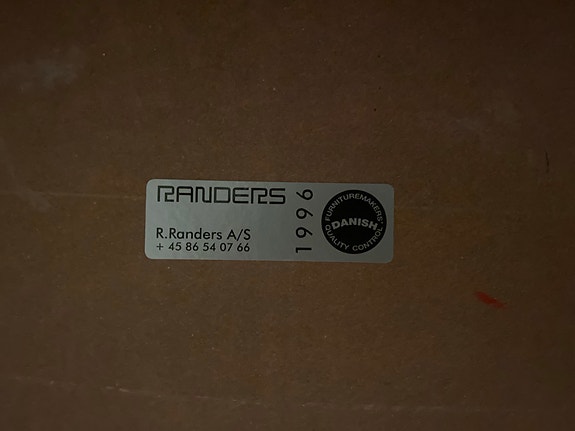 RANDERS
R.Randers A/S
+ 45 86 54 07 66
1996
FURNITUREMAKERS'
DANISH
QUALITY CONTROL